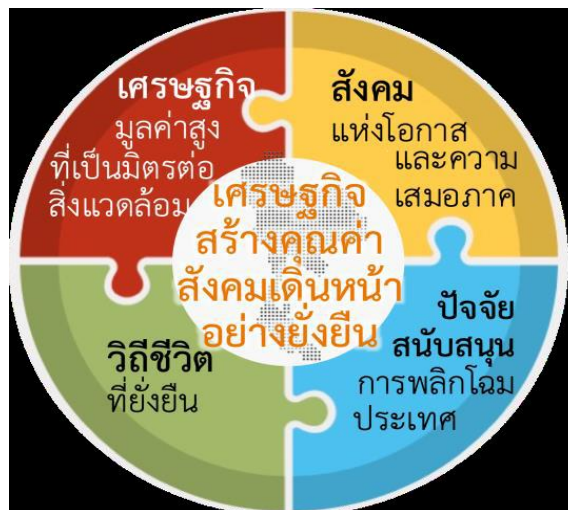 เศรษฐกิจ
มูลค่าสูง
ที่เป็นมิตรต่อ
สิ่งแวดล้อม
สังคม
แห่งโอกาส
และความ
เสมอภาค
เศรษฐกิจ
สร้างคุณค่า
สังคมเดินหน้า
อย่างยั่งยืน
วิถีชีวิต
ที่ยั่งยืน
ปัจจัย
สนับสนุน
การพลิกโฉม
ประเทศ